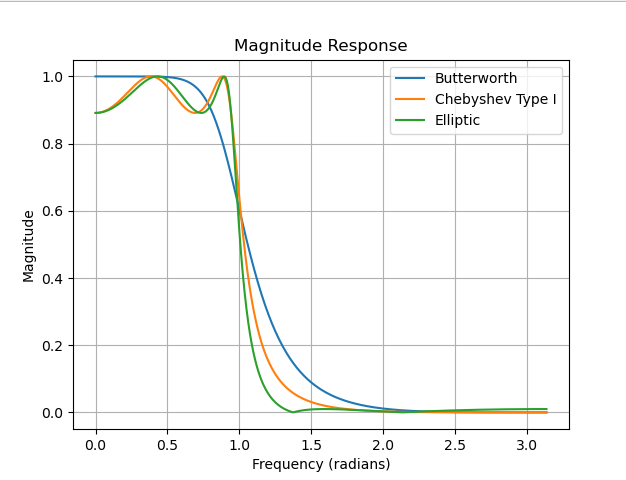 Magnitude Response
Butterworth
Chebyshev Type I
Elliptic
Magnitude
1.0
0.8
0.6
0.4
0.2
0.0
0.0 0.5 1.0 1.5 2.0 2.5 3.0
Frequency (radians)